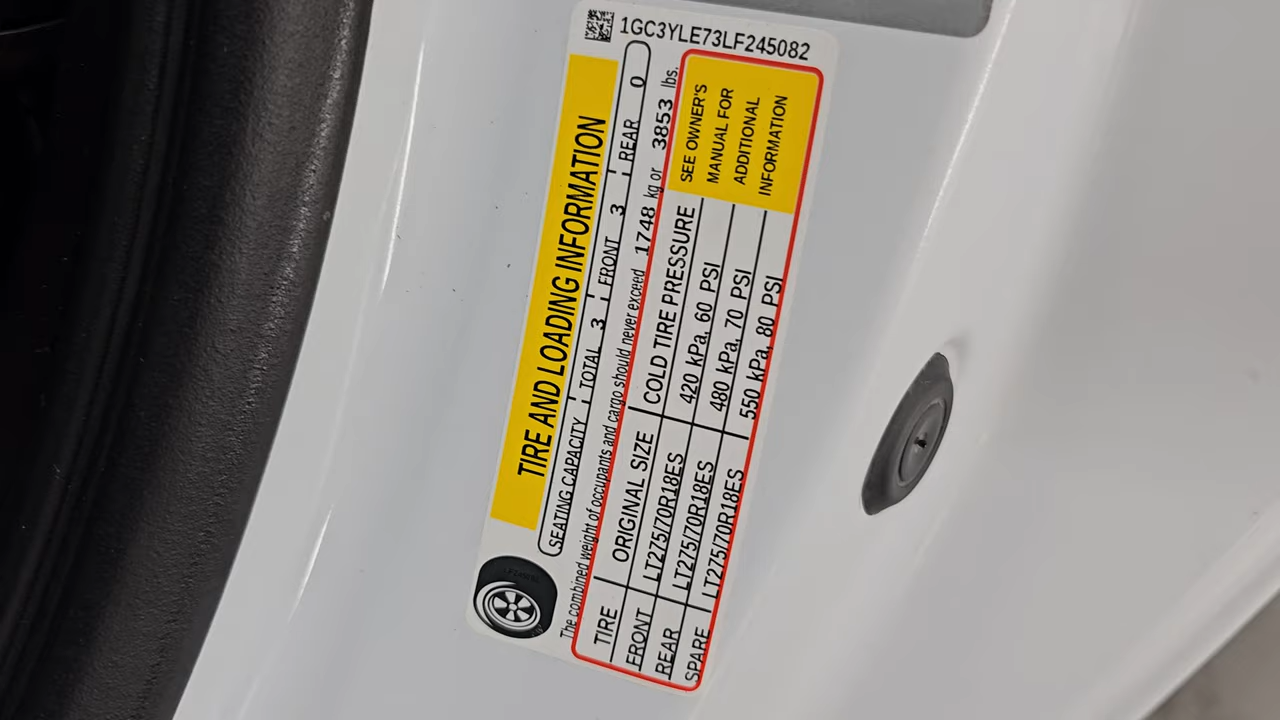 1GC3YLE73LF245082
TIRE AND LOADING INFORMATION
SEATING CAPACITY TOTAL 3 FRONT 3 REAR 0
The combined weight of occupants and cargo should never exceed 1748 kg or 3853 lbs.
TIRE ORIGINAL SIZE COLD TIRE PRESSURE
FRONT LT275/70R18ES 420 kPa, 60 PSI
REAR LT275/70R18ES 480 kPa, 70 PSI
SPARE LT275/70R18ES 550 kPa, 80 PSI
SEE OWNER'S
MANUAL FOR
ADDITIONAL
INFORMATION